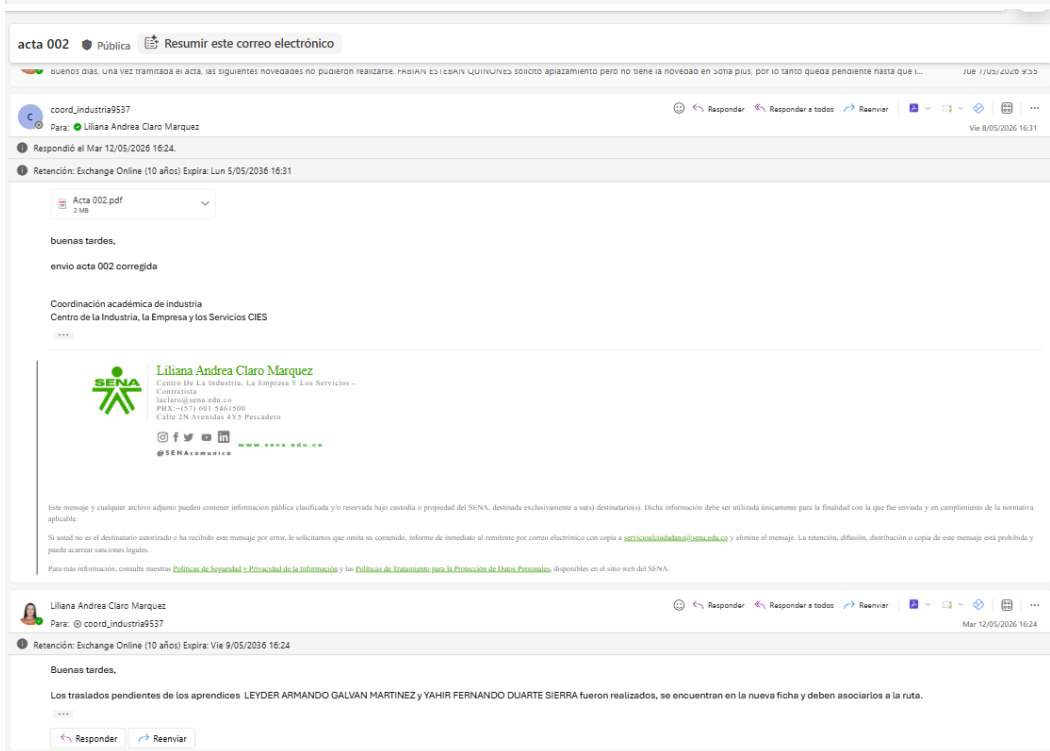 acta 002 Pública Resumir este correo electrónico
Buenos días, Una vez tramitada el acta, las siguientes novedades no pudieron realizarse. FABIAN ESTEBAN QUIÑONES solicito aplazamiento pero no tiene la novedad en Sofia plus, por lo tanto queda pendiente hasta que l... Jue 7/05/2026 9:55
C coord_industria9537 Responder Responder a todos Reenviar
Para: Liliana Andrea Claro Marquez Vie 8/05/2026 16:31
Respondió el Mar 12/05/2026 16:24.
Retención: Exchange Online (10 años) Expira: Lun 5/05/2036 16:31
Acta 002.pdf
2 MB
buenas tardes,
envio acta 002 corregida
Coordinación académica de industria
Centro de la Industria, la Empresa y los Servicios CIES
SENA
Liliana Andrea Claro Marquez
Centro De La Industria, La Empresa Y Los Servicios -
Contratista
laclaro@sena.edu.co
PBX:-(57) 601 5461500
Calle 2N Avenidas 4Y5 Pescadero
www.sena.edu.co
@SENAcomunica
Este mensaje y cualquier archivo adjunto pueden contener información pública clasificada y/o reservada bajo custodia o propiedad del SENA, destinada exclusivamente a su(s) destinatario(s). Dicha información debe ser utilizada únicamente para la finalidad con la que fue enviada y en cumplimiento de la normativa
aplicable.
Si usted no es el destinatario autorizado o ha recibido este mensaje por error, le solicitamos que omita su contenido, informe de inmediato al remitente por correo electrónico con copia a servicioalciudadano@sena.edu.co y elimine el mensaje. La retención, difusión, distribución o copia de este mensaje está prohibida y
puede acarrear sanciones legales.
Para más información, consulte nuestras Políticas de Seguridad y Privacidad de la Información y las Políticas de Tratamiento para la Protección de Datos Personales, disponibles en el sitio web del SENA.
Liliana Andrea Claro Marquez Responder Responder a todos Reenviar
Para: coord_industria9537 Mar 12/05/2026 16:24
Retención: Exchange Online (10 años) Expira: Vie 9/05/2036 16:24
Buenas tardes,
Los traslados pendientes de los aprendices LEYDER ARMANDO GALVAN MARTINEZ y YAHIR FERNANDO DUARTE SIERRA fueron realizados, se encuentran en la nueva ficha y deben asociarlos a la ruta.
Responder Reenviar